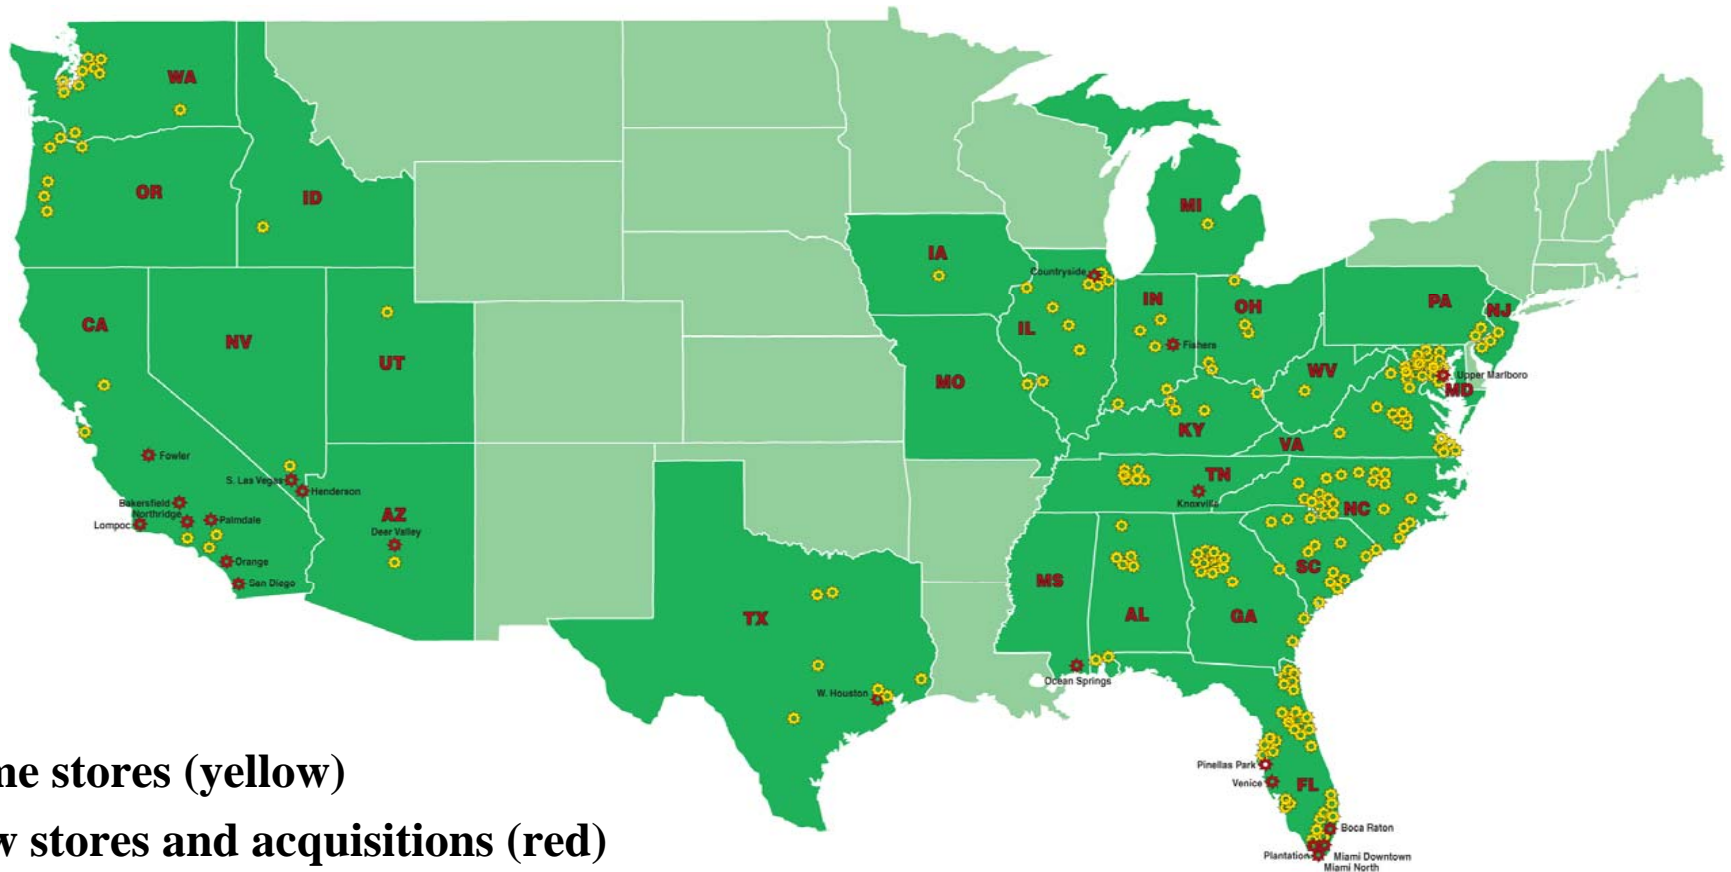 WA
OR
ID
MI
IA
Countryside
IN
OH
PA
NJ
CA
NV
UT
IL
Fishers
MO
WV
Upper Marlboro
MD
KY
VA
Fowler
S. Las Vegas
Henderson
TN
Knoxville
Bakersfield
Northridge
Palmdale
Lompoc
AZ
Deer Valley
NC
Orange
San Diego
MS
SC
TX
AL
GA
Ocean Springs
W. Houston
Pinellas Park
Venice
FL
me stores (yellow)
w stores and acquisitions (red)
Boca Raton
Plantation
Miami Downtown
Miami North